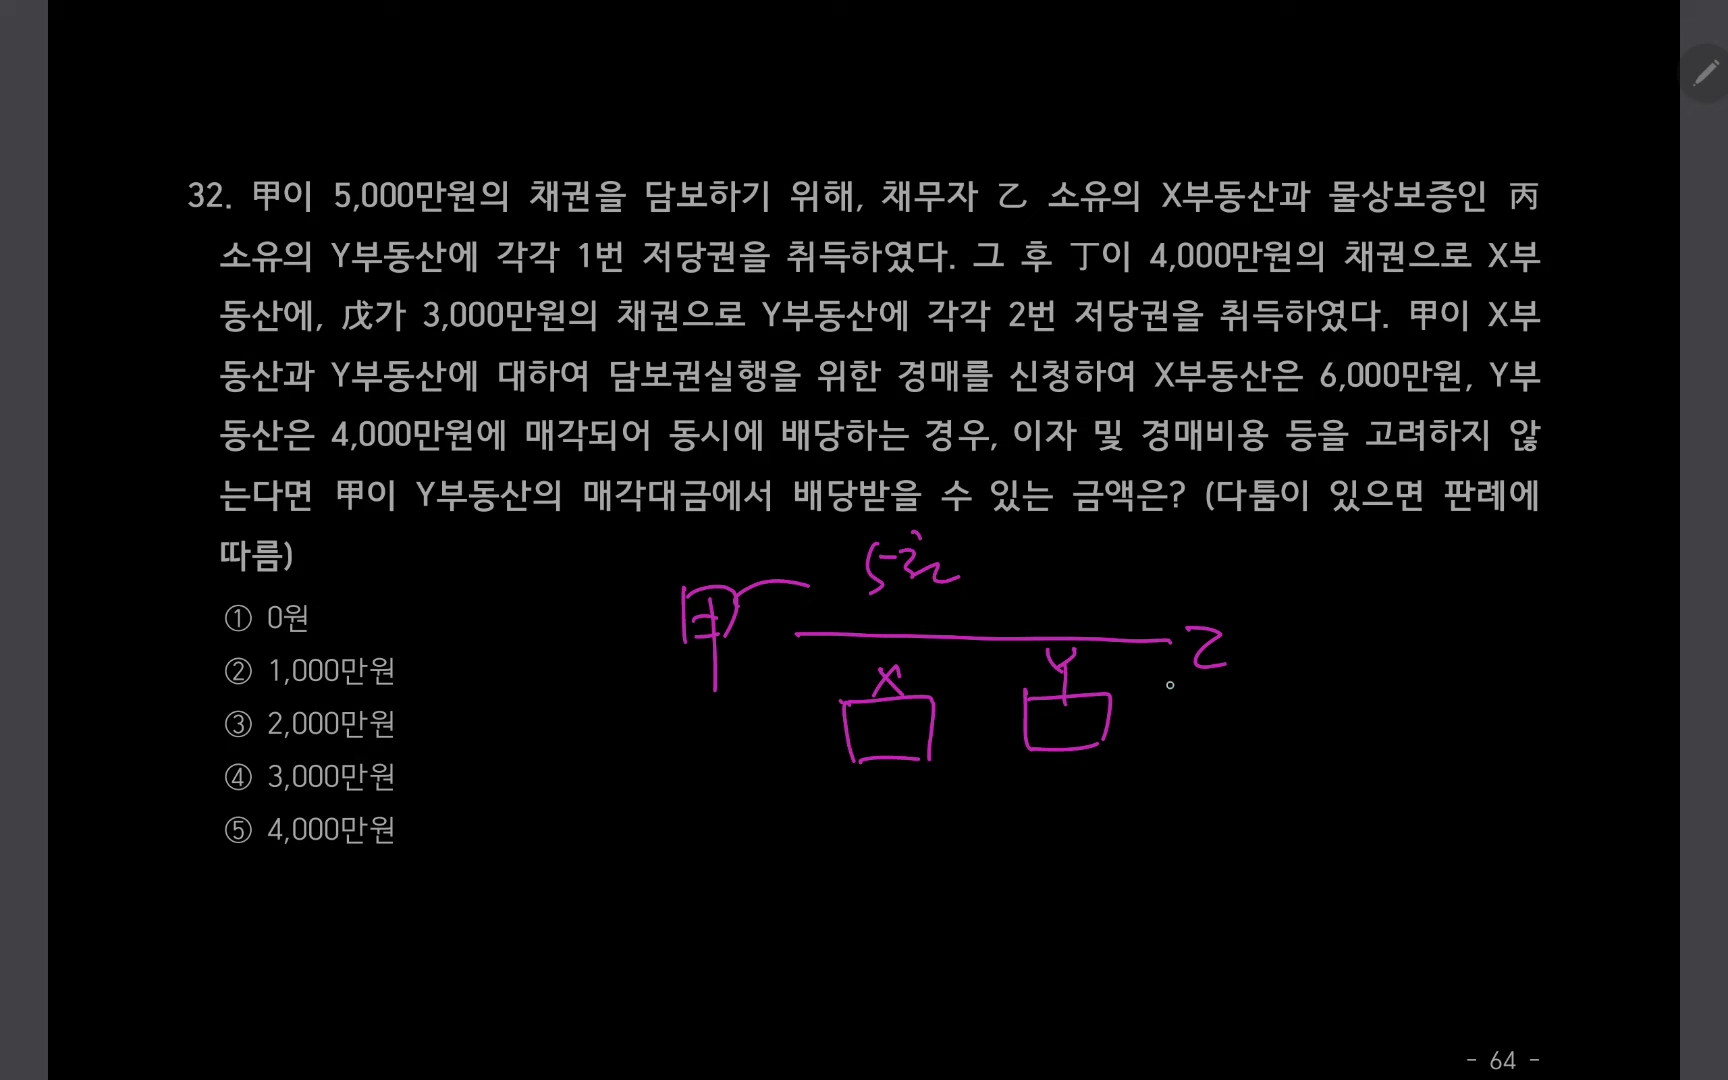 32. 甲이 5,000만원의 채권을 담보하기 위해, 채무자 乙 소유의 X부동산과 물상보증인 丙
소유의 Y부동산에 각각 1번 저당권을 취득하였다. 그 후 丁이 4,000만원의 채권으로 X부
동산에, 戊가 3,000만원의 채권으로 Y부동산에 각각 2번 저당권을 취득하였다. 甲이 X부
동산과 Y부동산에 대하여 담보권실행을 위한 경매를 신청하여 X부동산은 6,000만원, Y부
동산은 4,000만원에 매각되어 동시에 배당하는 경우, 이자 및 경매비용 등을 고려하지 않
는다면 甲이 Y부동산의 매각대금에서 배당받을 수 있는 금액은? (다툼이 있으면 판례에
따름)
① 0원
② 1,000만원
③ 2,000만원
④ 3,000만원
⑤ 4,000만원
甲
乙
X
Y
- 64 -